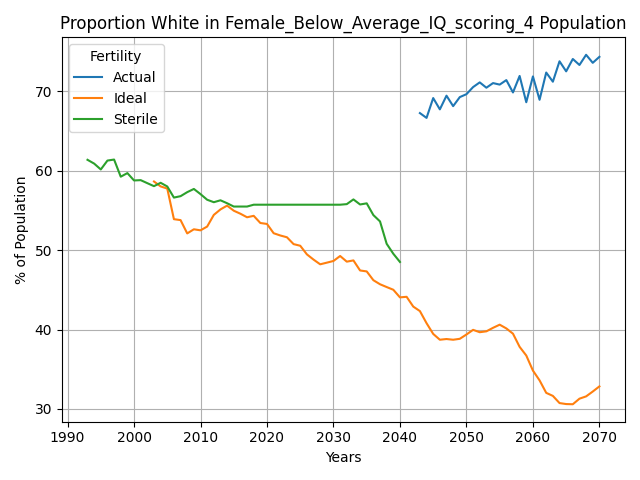 Proportion White in Female_Below_Average_IQ_scoring_4 Population
Fertility
Actual
Ideal
Sterile
% of Population
70
60
50
40
30
1990 2000 2010 2020 2030 2040 2050 2060 2070
Years